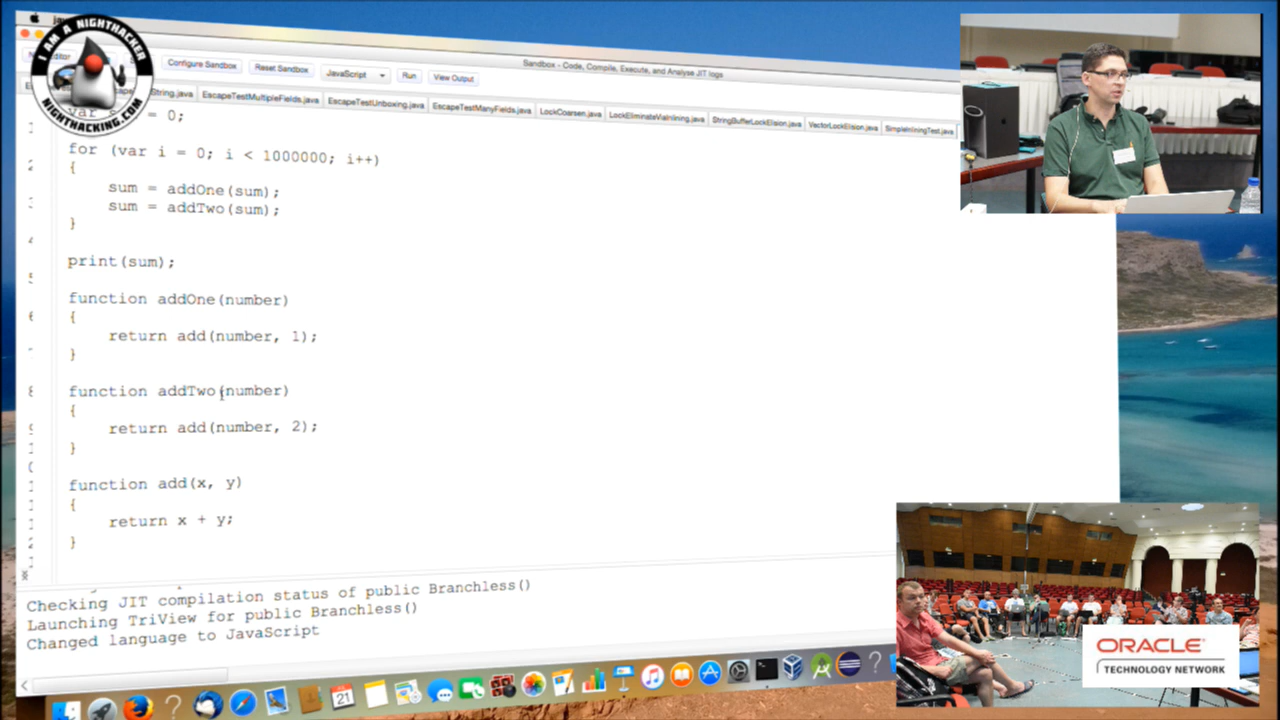 I AM A NIGHTHACKER
NIGHTHACKING.COM
Configure Sandbox
Reset Sandbox
JavaScript
Run
View Output
Sandbox - Code, Compile, Execute, and Analyse JIT logs
String.java
EscapeTestMultipleFields.java
EscapeTestUnboxing.java
EscapeTestManyFields.java
LockCoarsen.java
LockEliminateViaInlining.java
StringBufferLockElision.java
VectorLockElision.java
SimpleInliningTest.java
var = 0;
for (var i = 0; i < 1000000; i++)
{
sum = addOne(sum);
sum = addTwo(sum);
}
print(sum);
function addOne(number)
{
return add(number, 1);
}
function addTwo(number)
{
return add(number, 2);
}
function add(x, y)
{
return x + y;
}
Checking JIT compilation status of public Branchless()
Launching TriView for public Branchless()
Changed language to JavaScript
21
ORACLE
TECHNOLOGY NETWORK